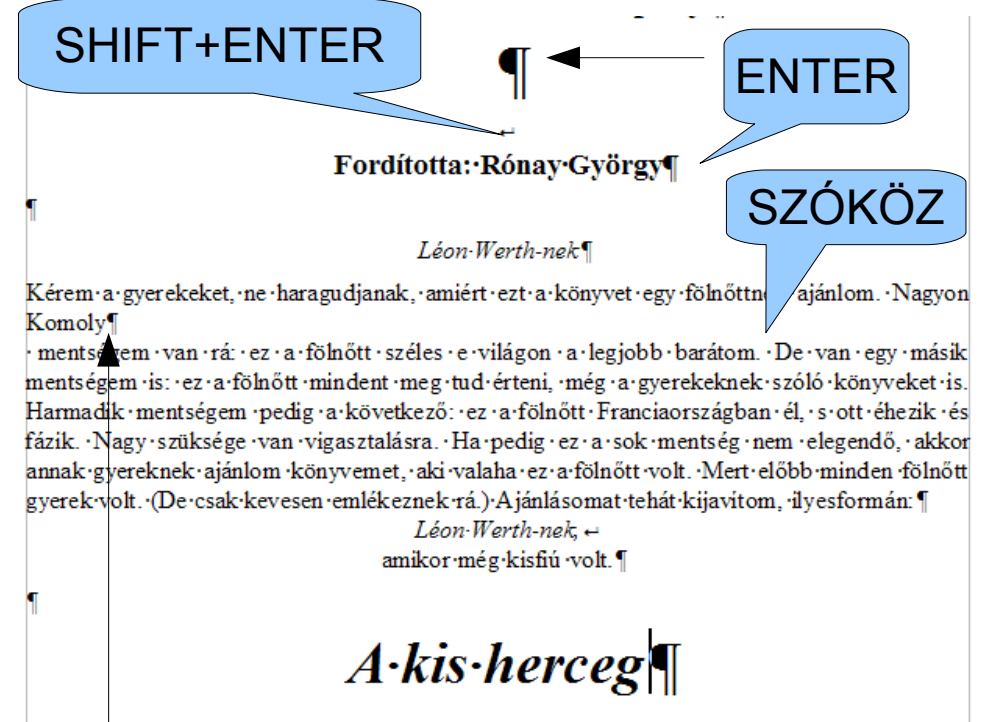 SHIFT+ENTER
¶
ENTER
↵
Fordította:·Rónay·György¶
SZÓKÖZ
¶
Léon·Werth-nek¶
Kérem·a·gyerekeket,·ne·haragudjanak,·amiért·ezt·a·könyvet·egy·fölnőttn ajánlom.·Nagyon
Komoly¶
·mentségem·van·rá:·ez·a·fölnőtt·széles·e·világon·a·legjobb·barátom.·De·van·egy·másik
mentségem·is:·ez·a·fölnőtt·mindent·meg·tud·érteni,·még·a·gyerekeknek·szóló·könyveket·is.
Harmadik·mentségem·pedig·a·következő:·ez·a·fölnőtt·Franciaországban·él,·s·ott·éhezik·és
fázik.·Nagy·szüksége·van·vigasztalásra.·Ha·pedig·ez·a·sok·mentség·nem·elegendő,·akkor
annak·gyereknek·ajánlom·könyvemet,·aki·valaha·ez·a·fölnőtt·volt.·Mert·előbb·minden·fölnőtt
gyerek·volt.·(De·csak·kevesen·emlékeznek·rá.)·Ajánlásomat·tehát·kijavítom,·ilyesformán:¶
Léon·Werth-nek,↵
amikor·még·kisfiú·volt.¶
¶
A·kis·herceg¶